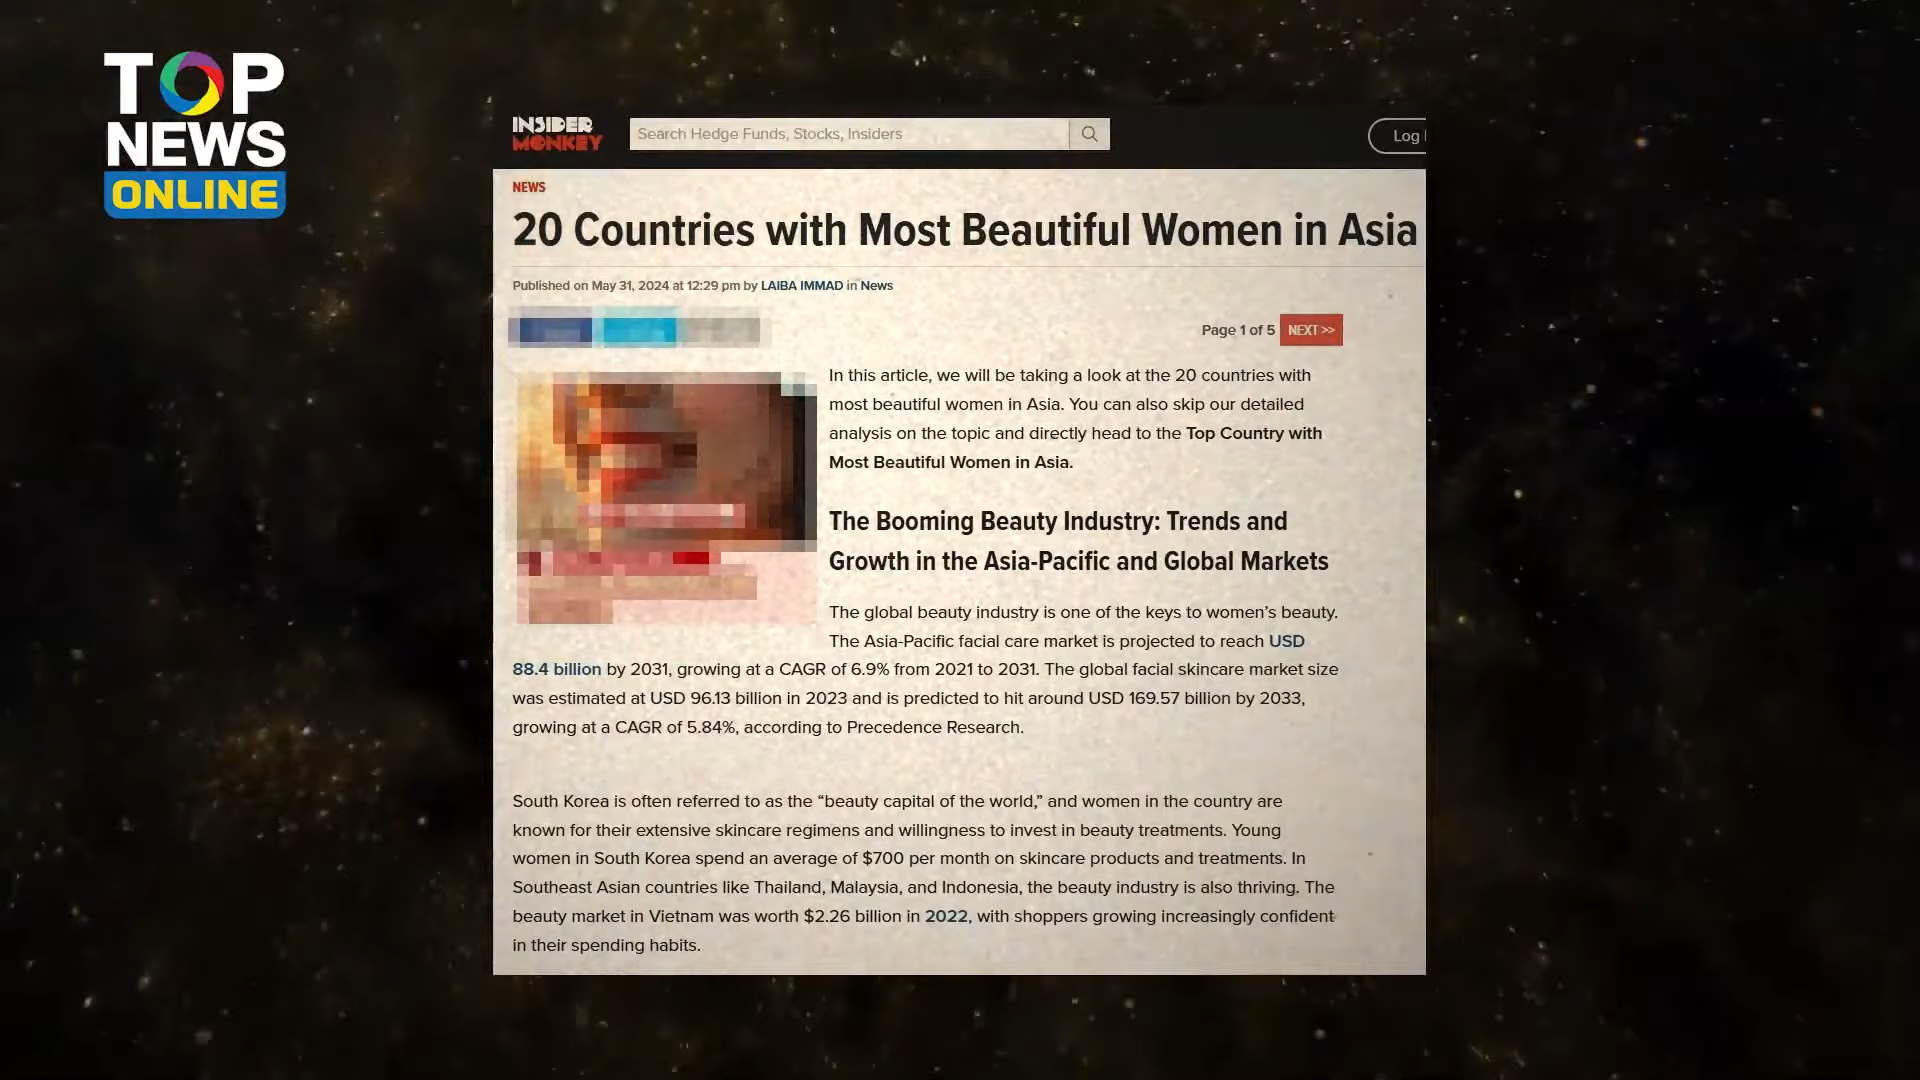 TOP
NEWS
ONLINE
INSIDER
MONKEY
Search Hedge Funds, Stocks, Insiders
Log
NEWS
20 Countries with Most Beautiful Women in Asia
Published on May 31, 2024 at 12:29 pm by LAIBA IMMAD in News
Page 1 of 5 NEXT >>
In this article, we will be taking a look at the 20 countries with
most beautiful women in Asia. You can also skip our detailed
analysis on the topic and directly head to the Top Country with
Most Beautiful Women in Asia.
The Booming Beauty Industry: Trends and
Growth in the Asia-Pacific and Global Markets
The global beauty industry is one of the keys to women’s beauty.
The Asia-Pacific facial care market is projected to reach USD
88.4 billion by 2031, growing at a CAGR of 6.9% from 2021 to 2031. The global facial skincare market size
was estimated at USD 96.13 billion in 2023 and is predicted to hit around USD 169.57 billion by 2033,
growing at a CAGR of 5.84%, according to Precedence Research.
South Korea is often referred to as the “beauty capital of the world,” and women in the country are
known for their extensive skincare regimens and willingness to invest in beauty treatments. Young
women in South Korea spend an average of $700 per month on skincare products and treatments. In
Southeast Asian countries like Thailand, Malaysia, and Indonesia, the beauty industry is also thriving. The
beauty market in Vietnam was worth $2.26 billion in 2022, with shoppers growing increasingly confident
in their spending habits.